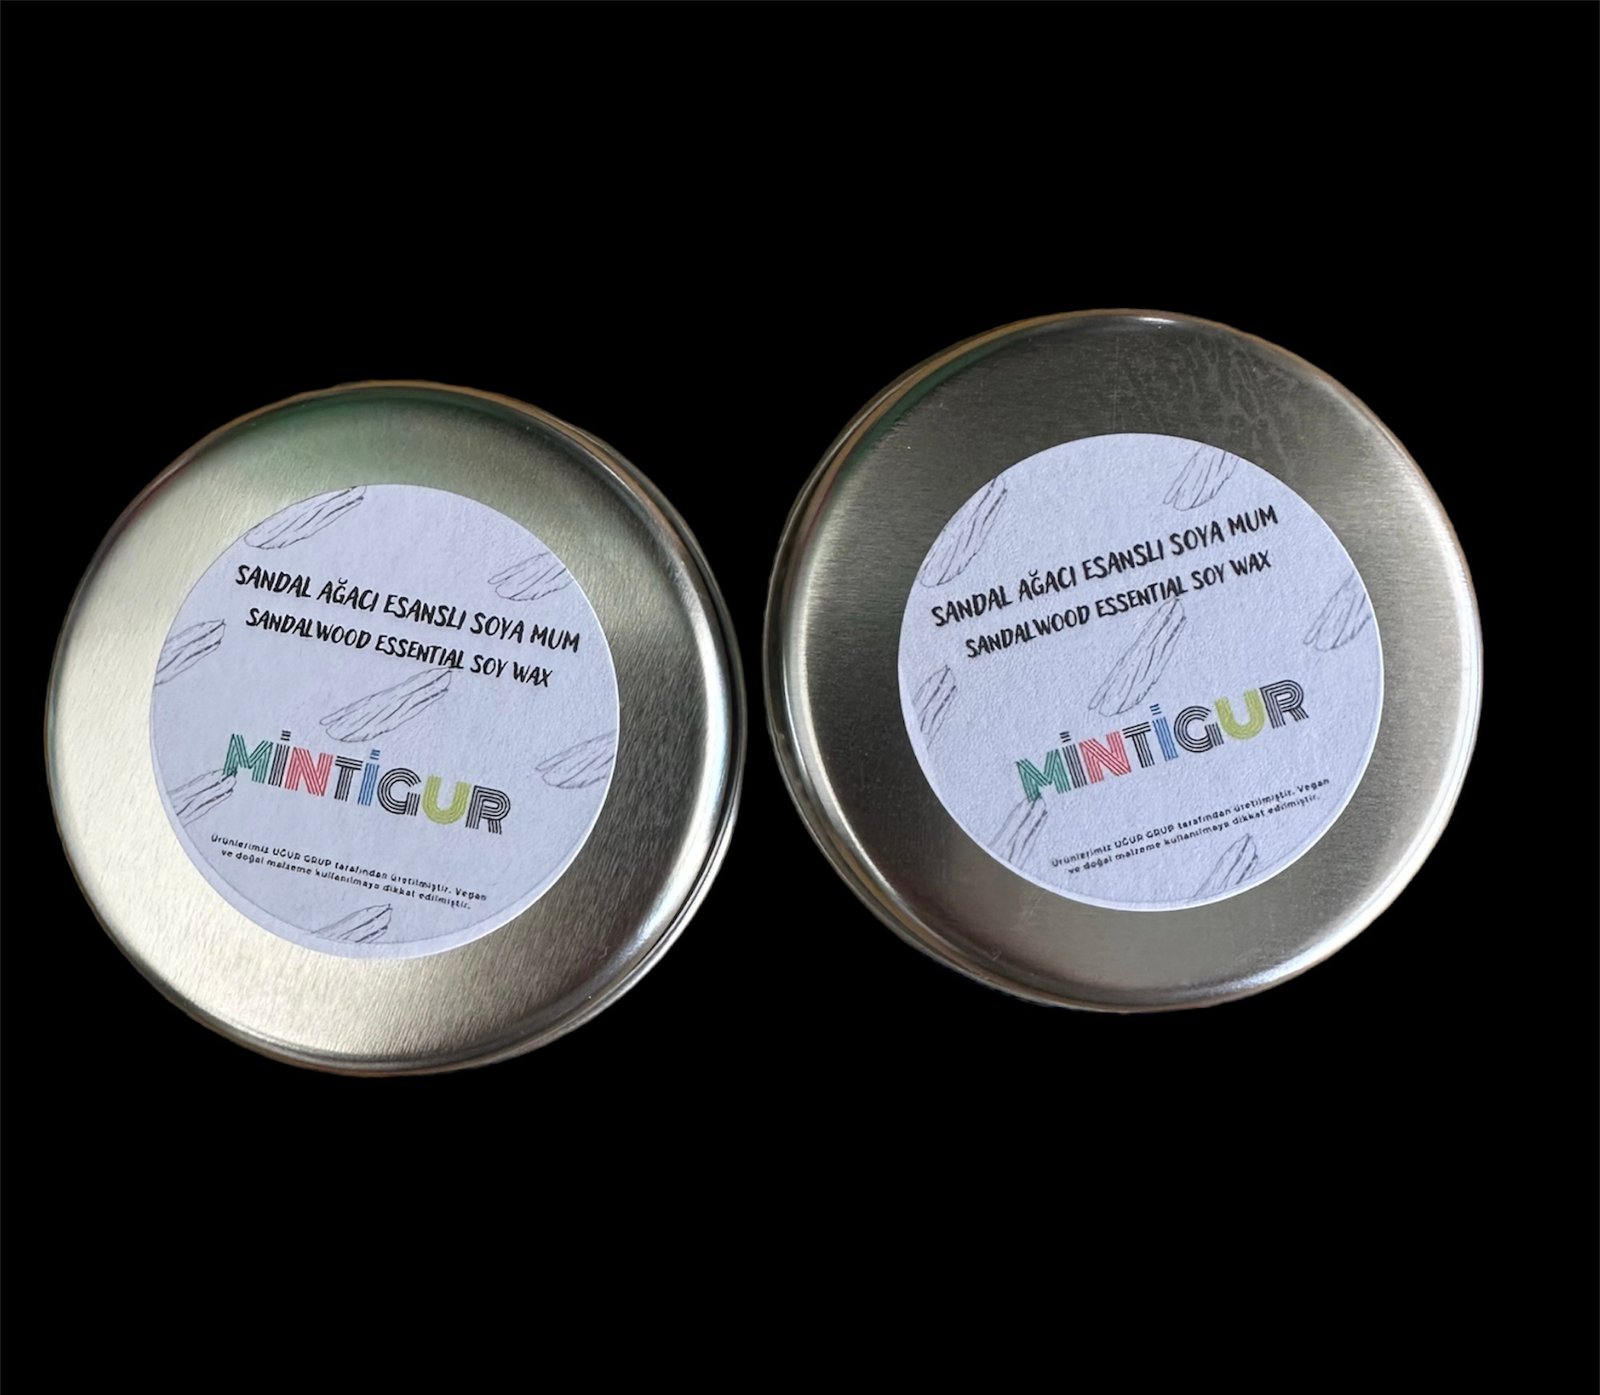 SANDAL AĞACI ESANSLI SOYA MUM
SANDALWOOD ESSENTIAL SOY WAX
MİNTİGUR
Ürünlerimiz UĞUR GRUP tarafından üretilmiştir. Vegan
ve doğal malzeme kullanılmaya dikkat edilmiştir.
SANDAL AĞACI ESANSLI SOYA MUM
SANDALWOOD ESSENTIAL SOY WAX
MİNTİGUR
Ürünlerimiz UĞUR GRUP tarafından üretilmiştir. Vegan
ve doğal malzeme kullanılmaya dikkat edilmiştir.